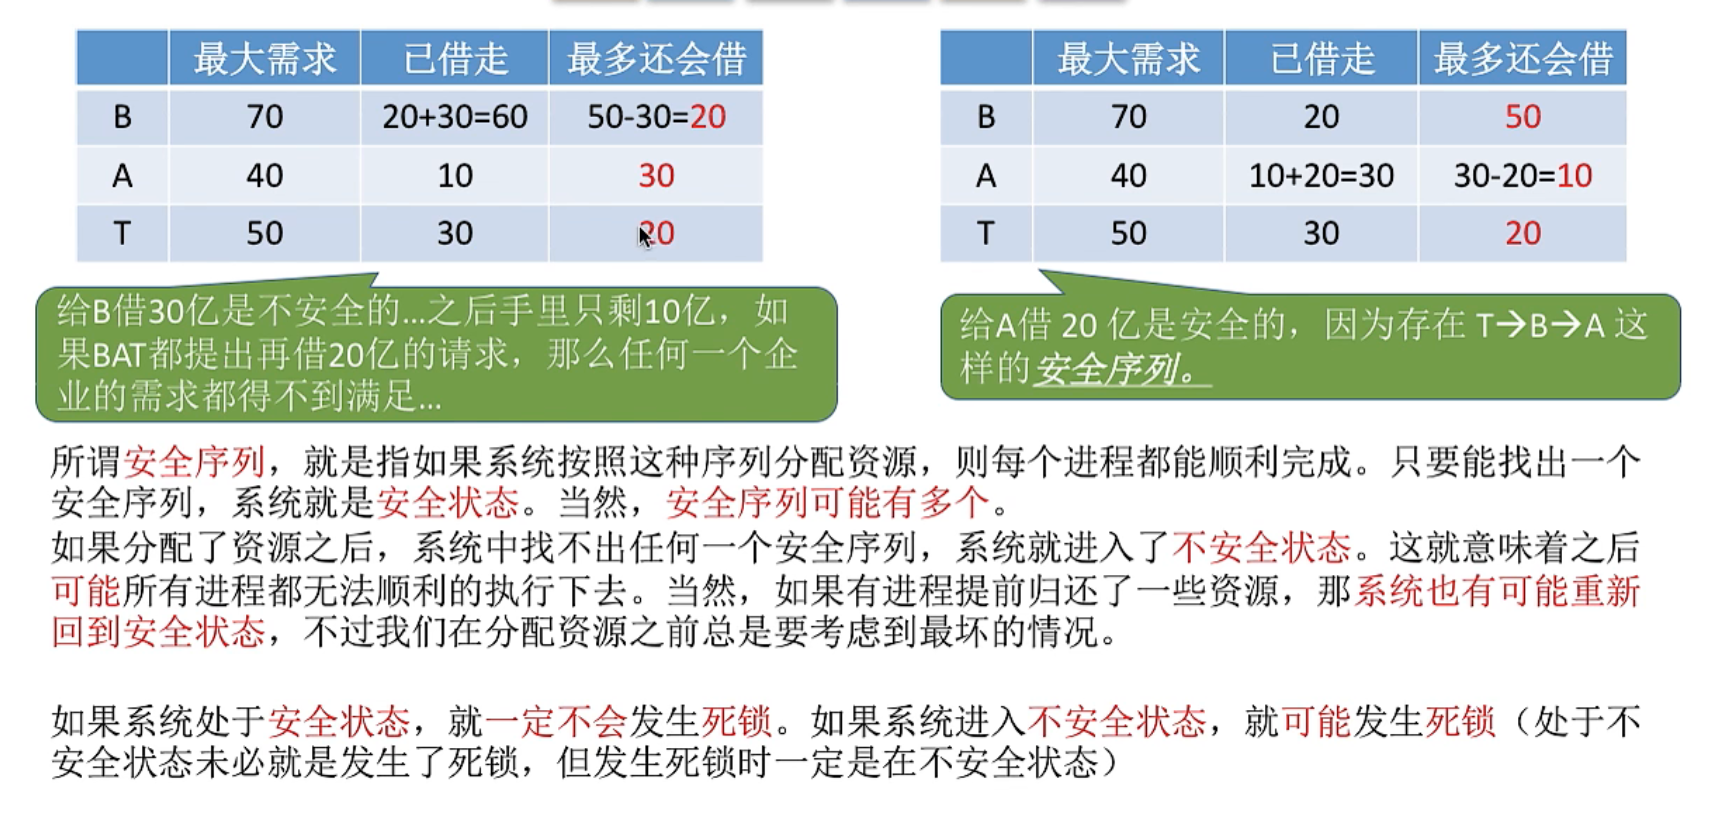 最大需求 已借走 最多还会借
B 70 20+30=60 50-30=20
A 40 10 30
T 50 30 20
最大需求 已借走 最多还会借
B 70 20 50
A 40 10+20=30 30-20=10
T 50 30 20
给B借30亿是不安全的...之后手里只剩10亿，如
果BAT都提出再借20亿的请求，那么任何一个企
业的需求都得不到满足...
给A借 20 亿是安全的，因为存在 T→B→A 这
样的安全序列。
所谓安全序列，就是指如果系统按照这种序列分配资源，则每个进程都能顺利完成。只要能找出一个
安全序列，系统就是安全状态。当然，安全序列可能有多个。
如果分配了资源之后，系统中找不出任何一个安全序列，系统就进入了不安全状态。这就意味着之后
可能所有进程都无法顺利的执行下去。当然，如果有进程提前归还了一些资源，那系统也有可能重新
回到安全状态，不过我们在分配资源之前总是要考虑到最坏的情况。
如果系统处于安全状态，就一定不会发生死锁。如果系统进入不安全状态，就可能发生死锁（处于不
安全状态未必就是发生了死锁，但发生死锁时一定是在不安全状态）